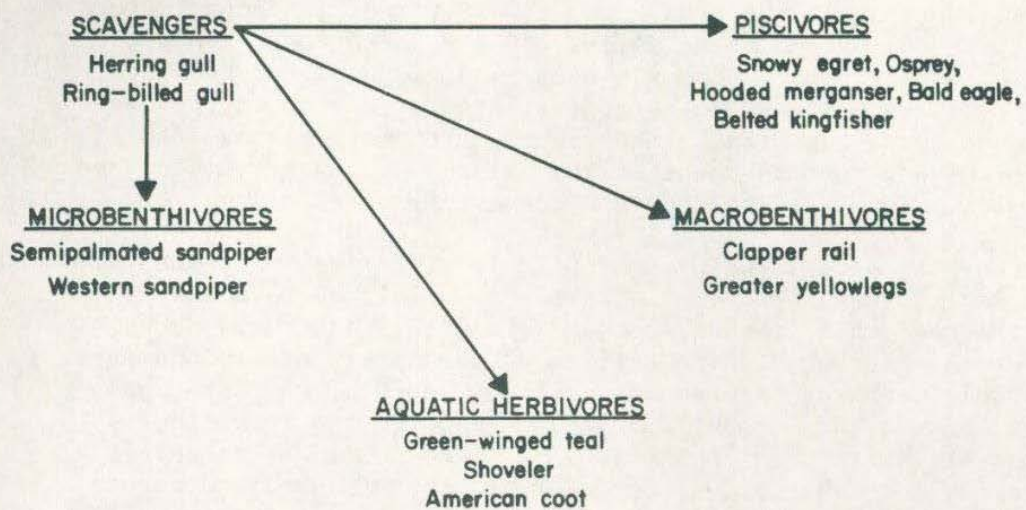 SCAVENGERS
Herring gull
Ring-billed gull
PISCIVORES
Snowy egret, Osprey,
Hooded merganser, Bald eagle,
Belted kingfisher
MICROBENTHIVORES
Semipalmated sandpiper
Western sandpiper
MACROBENTHIVORES
Clapper rail
Greater yellowlegs
AQUATIC HERBIVORES
Green-winged teal
Shoveler
American coot